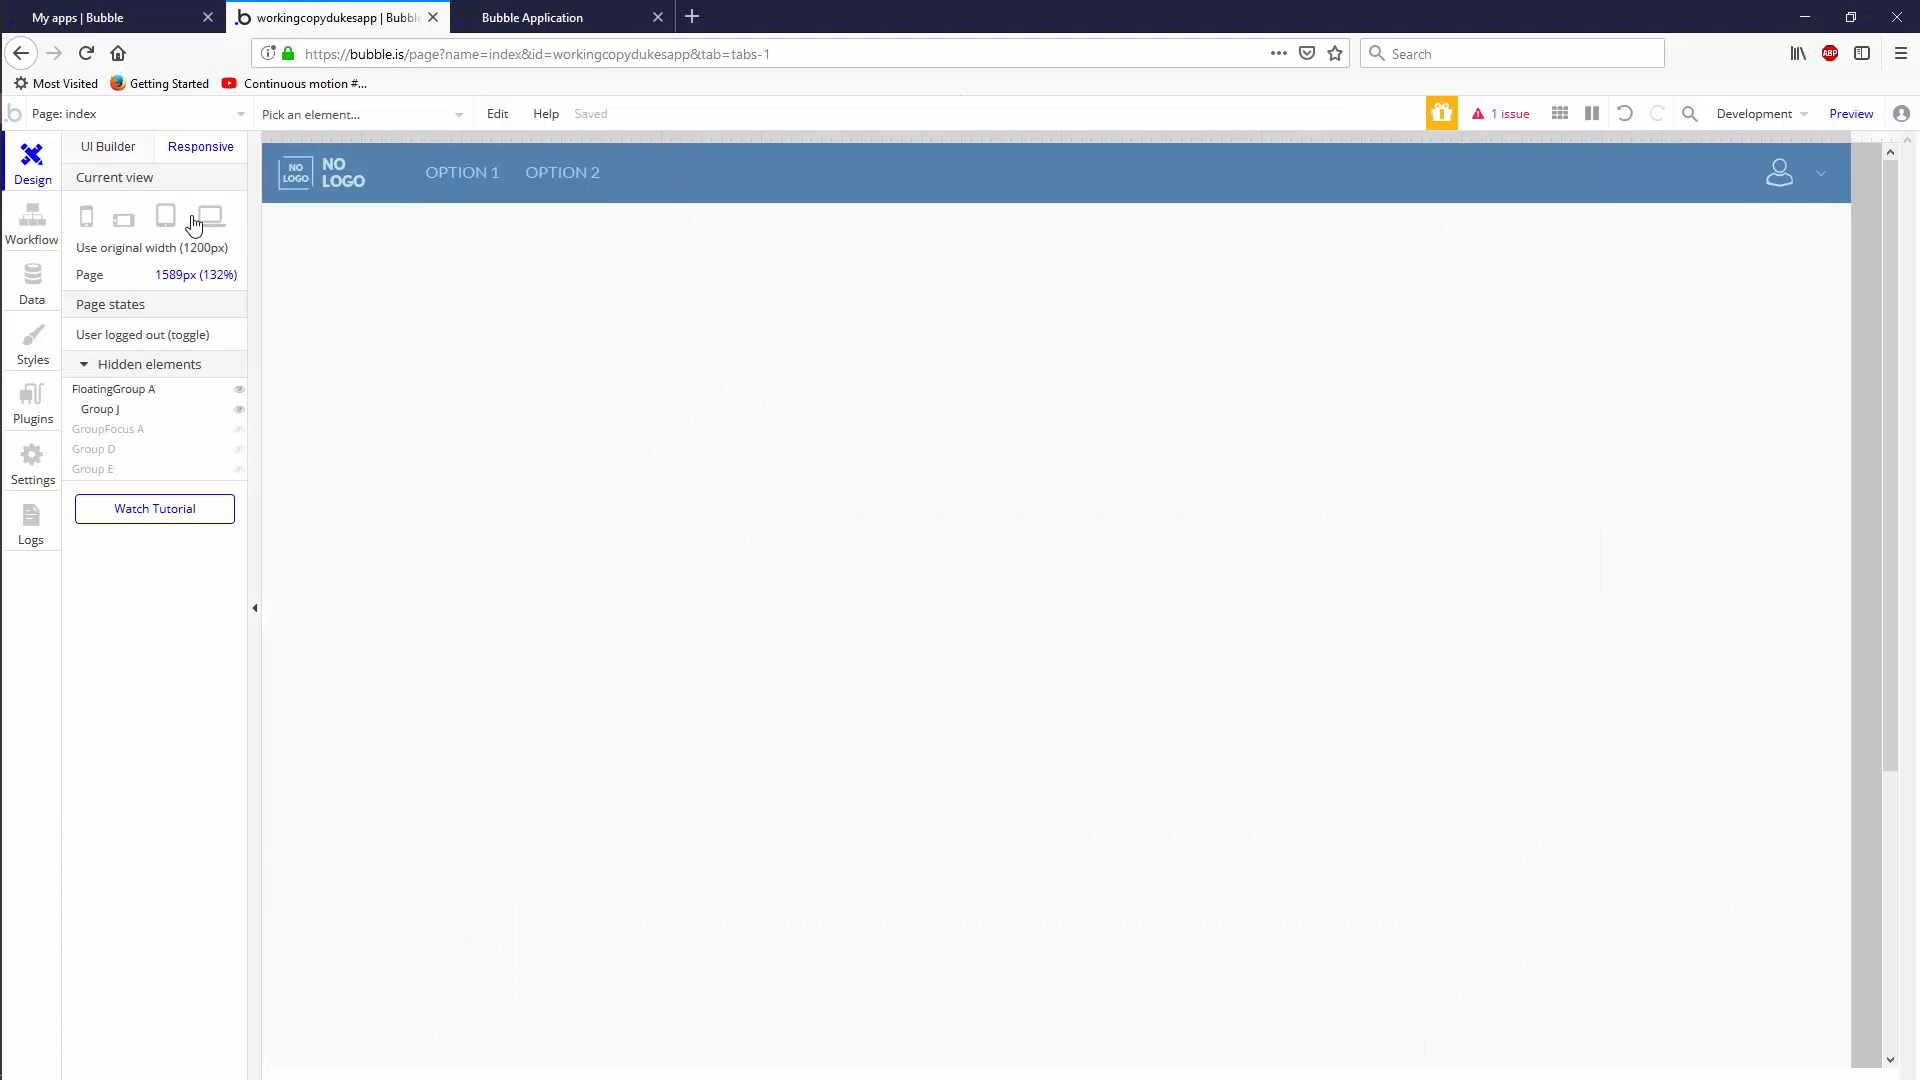 My apps | Bubble
workingcopydukesapp | Bubble
Bubble Application
https://bubble.is/page?name=index&id=workingcopydukesapp&tab=tabs-1
Search
ABP
Most Visited
Getting Started
Continuous motion #...
Page: index
Pick an element...
Edit
Help
Saved
1 issue
Development
Preview
Design
Workflow
Data
Styles
Plugins
Settings
Logs
UI Builder
Responsive
Current view
Use original width (1200px)
Page
1589px (132%)
Page states
User logged out (toggle)
Hidden elements
FloatingGroup A
Group J
GroupFocus A
Group D
Group E
Watch Tutorial
NO
LOGO
NO
LOGO
OPTION 1
OPTION 2